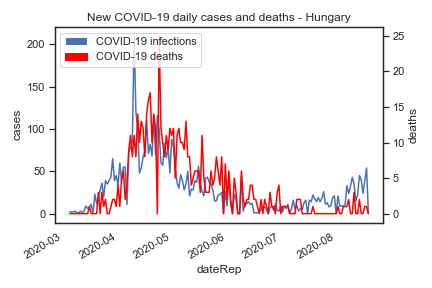 New COVID-19 daily cases and deaths - Hungary
COVID-19 infections
COVID-19 deaths
200
150
100
50
0
cases
25
20
15
10
5
0
deaths
2020-03
2020-04
2020-05
2020-06
2020-07
2020-08
dateRep